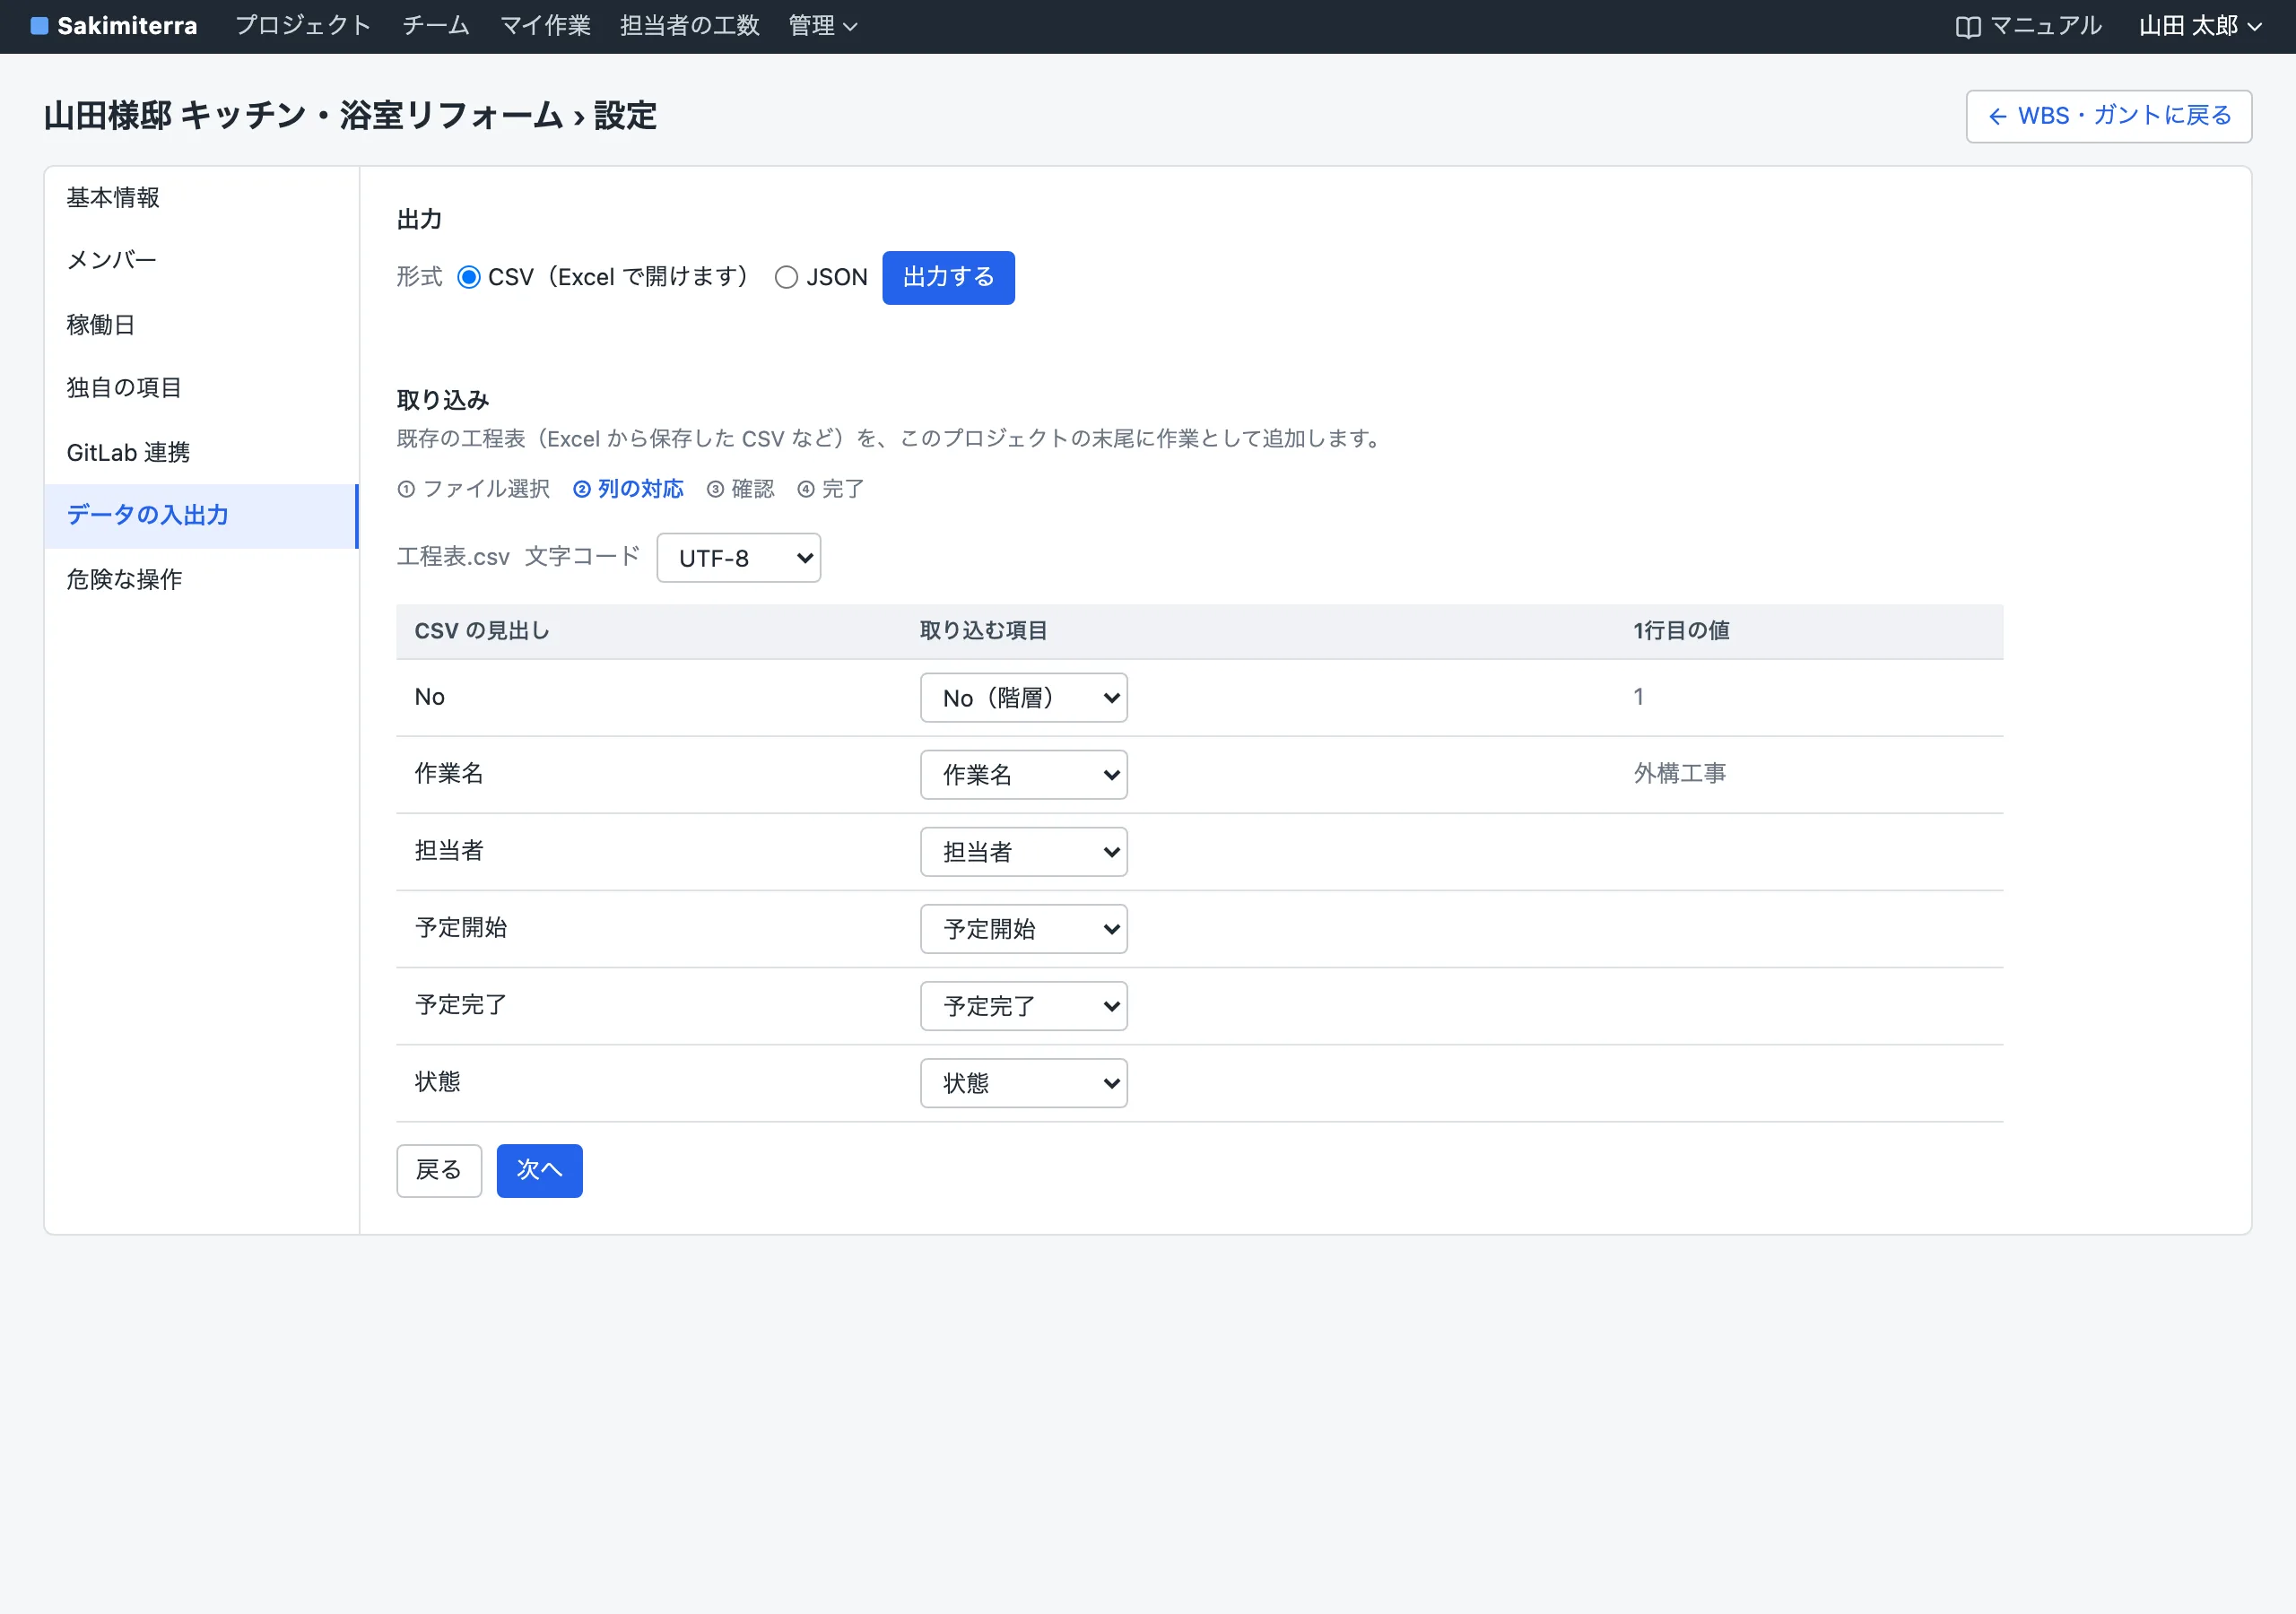 Sakimiterra プロジェクト チーム マイ作業 担当者の工数 管理 マニュアル 山田 太郎
山田様邸 キッチン・浴室リフォーム › 設定
← WBS・ガントに戻る
基本情報
メンバー
稼働日
独自の項目
GitLab 連携
データの入出力
危険な操作
出力
形式 CSV（Excel で開けます） JSON 出力する
取り込み
既存の工程表（Excel から保存した CSV など）を、このプロジェクトの末尾に作業として追加します。
① ファイル選択 ② 列の対応 ③ 確認 ④ 完了
工程表.csv 文字コード UTF-8
CSV の見出し 取り込む項目 1行目の値
No No（階層） 1
作業名 作業名 外構工事
担当者 担当者
予定開始 予定開始
予定完了 予定完了
状態 状態
戻る 次へ